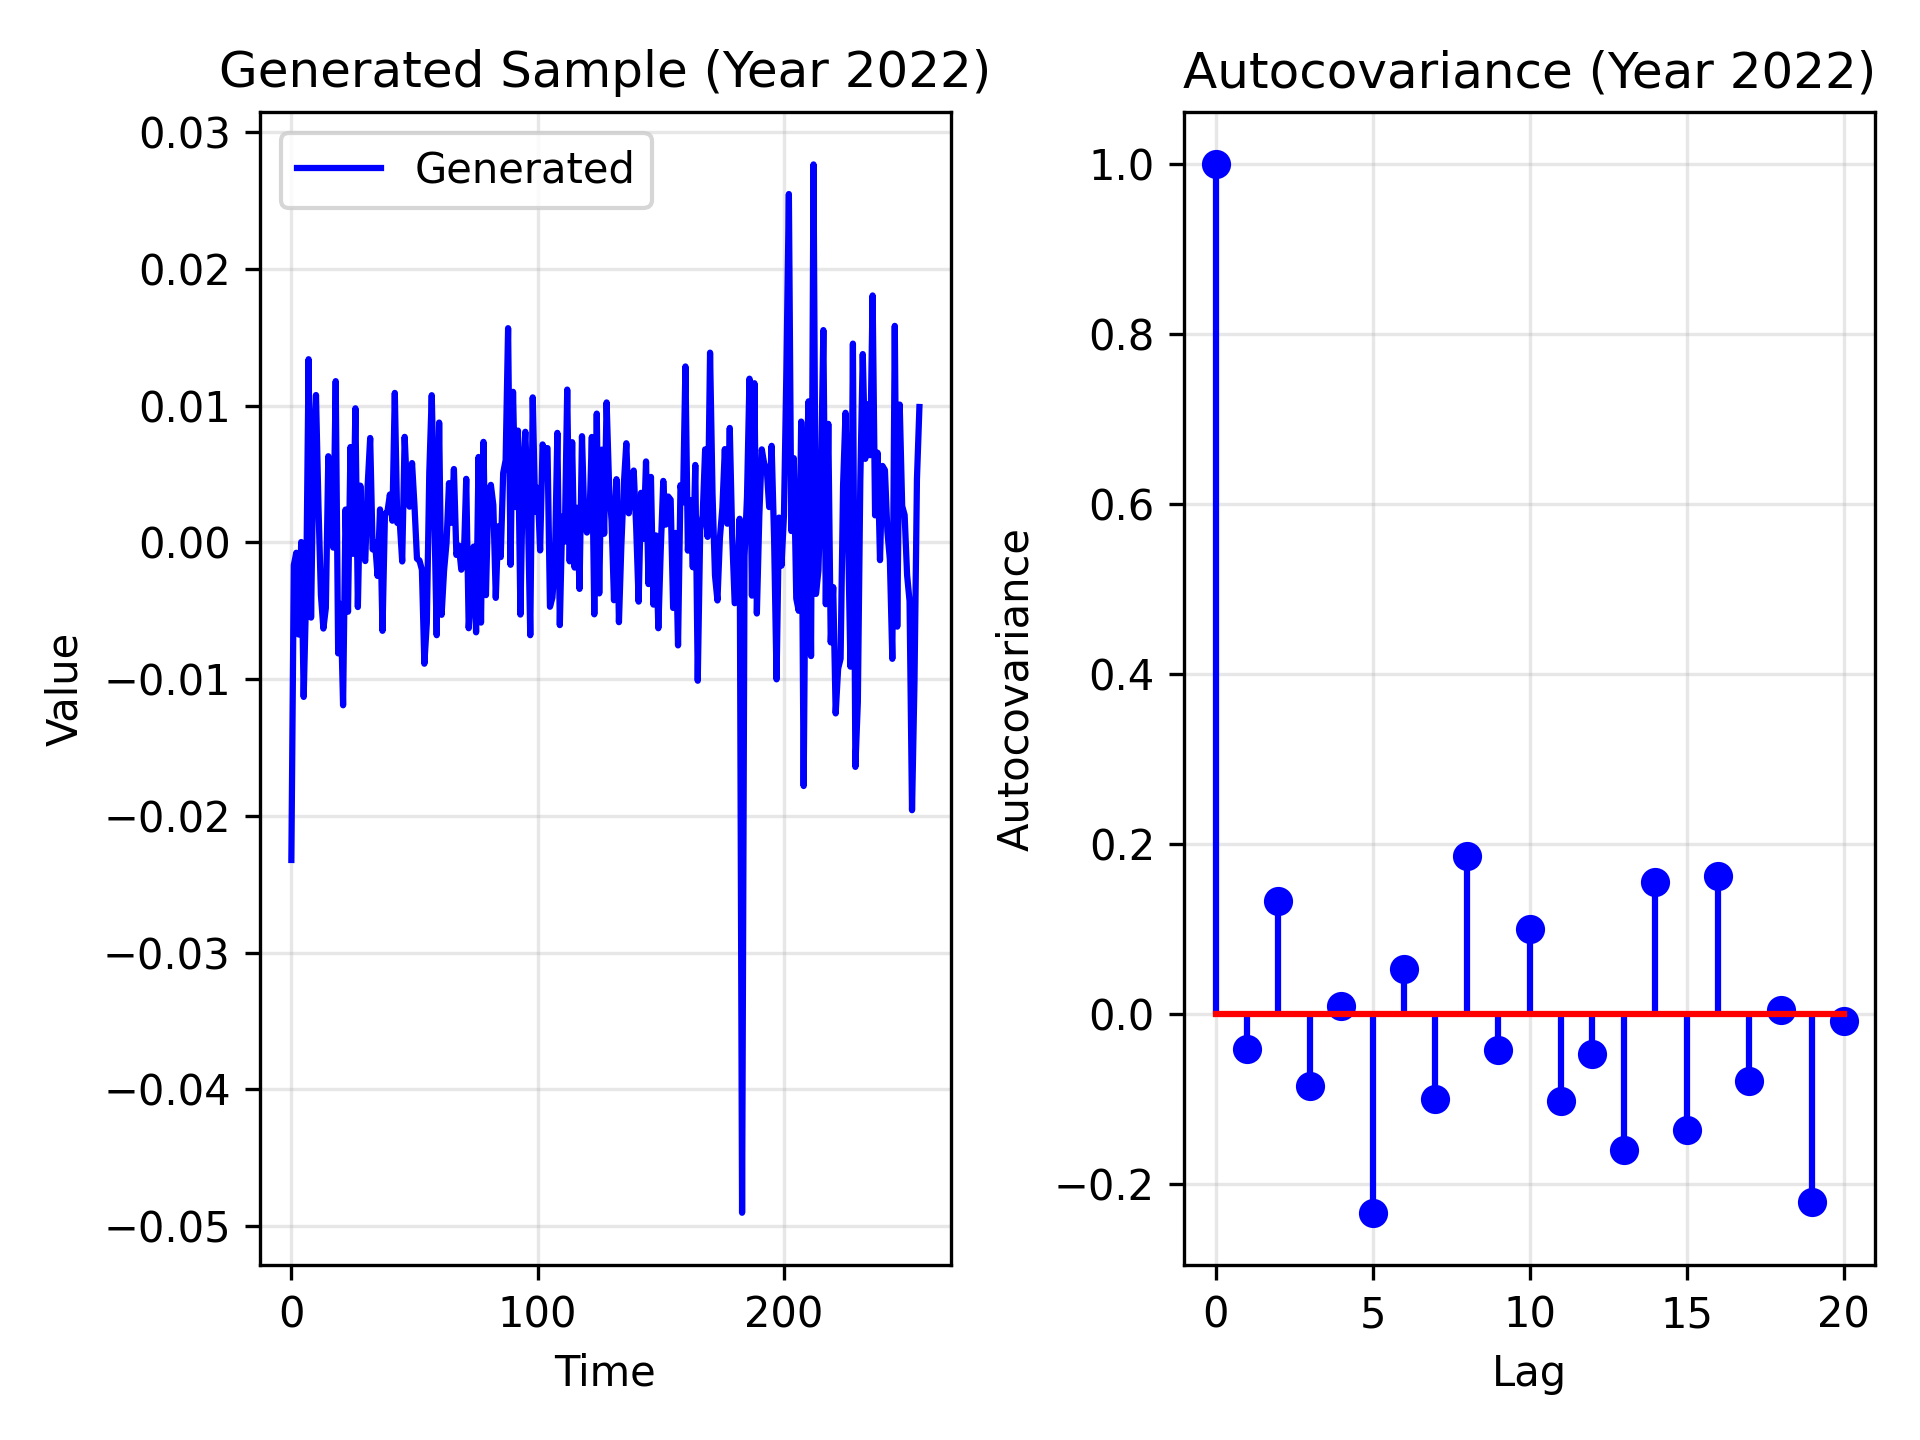 Generated Sample (Year 2022)
Generated
0.03
0.02
0.01
0.00
−0.01
−0.02
−0.03
−0.04
−0.05
Value
0 100 200
Time
Autocovariance (Year 2022)
1.0
0.8
0.6
0.4
0.2
0.0
−0.2
Autocovariance
0 5 10 15 20
Lag